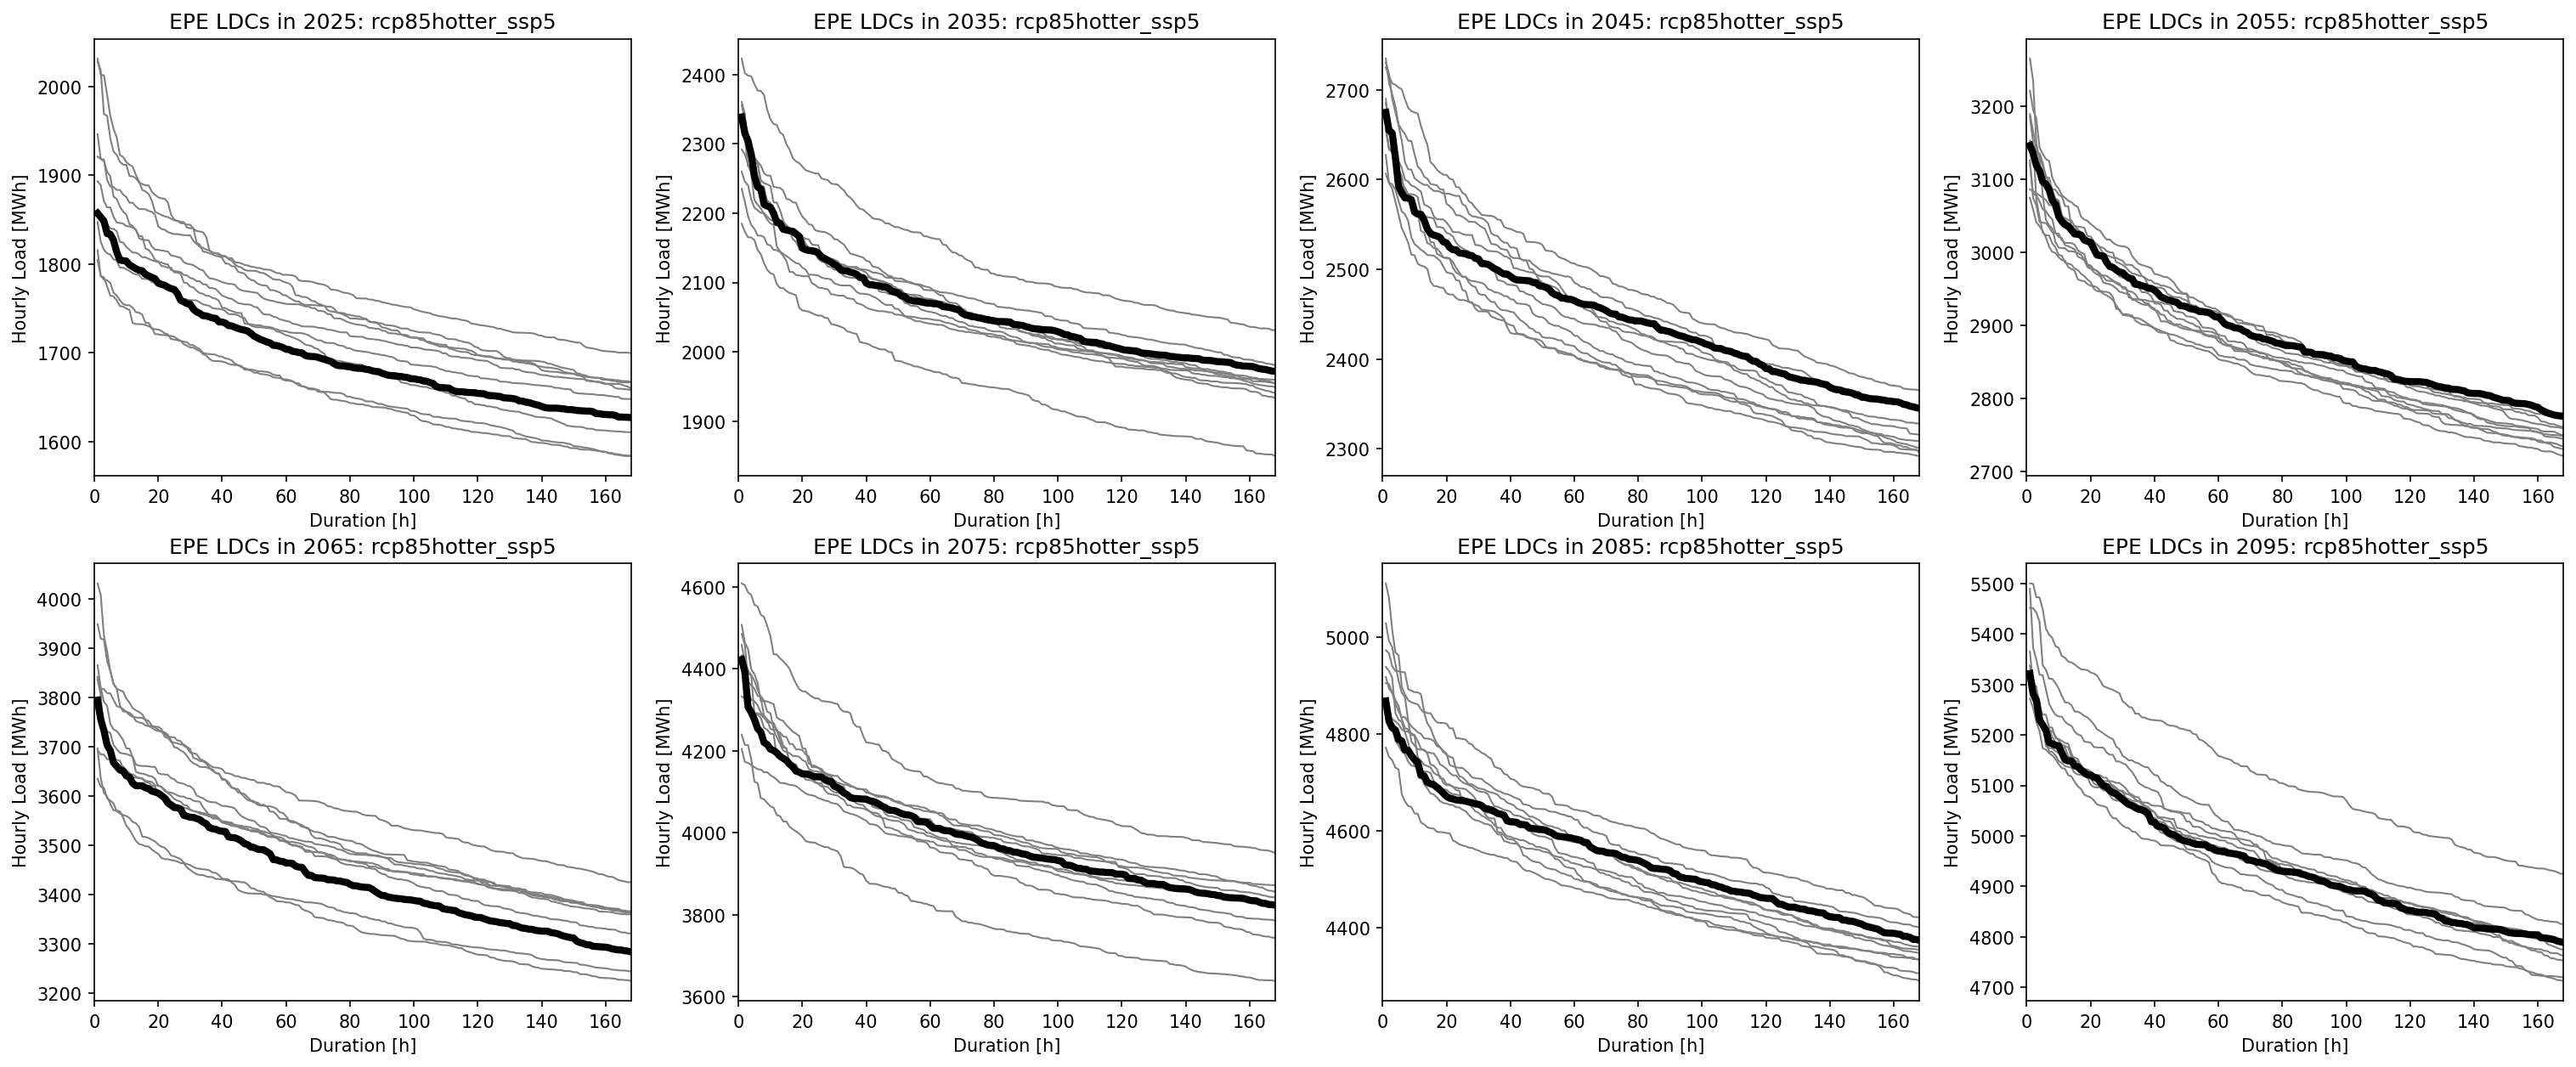 EPE LDCs in 2025: rcp85hotter_ssp5
Hourly Load [MWh]
2000
1900
1800
1700
1600
0 20 40 60 80 100 120 140 160
Duration [h]
EPE LDCs in 2035: rcp85hotter_ssp5
Hourly Load [MWh]
2400
2300
2200
2100
2000
1900
0 20 40 60 80 100 120 140 160
Duration [h]
EPE LDCs in 2045: rcp85hotter_ssp5
Hourly Load [MWh]
2700
2600
2500
2400
2300
0 20 40 60 80 100 120 140 160
Duration [h]
EPE LDCs in 2055: rcp85hotter_ssp5
Hourly Load [MWh]
3200
3100
3000
2900
2800
2700
0 20 40 60 80 100 120 140 160
Duration [h]
EPE LDCs in 2065: rcp85hotter_ssp5
Hourly Load [MWh]
4000
3900
3800
3700
3600
3500
3400
3300
3200
0 20 40 60 80 100 120 140 160
Duration [h]
EPE LDCs in 2075: rcp85hotter_ssp5
Hourly Load [MWh]
4600
4400
4200
4000
3800
3600
0 20 40 60 80 100 120 140 160
Duration [h]
EPE LDCs in 2085: rcp85hotter_ssp5
Hourly Load [MWh]
5000
4800
4600
4400
0 20 40 60 80 100 120 140 160
Duration [h]
EPE LDCs in 2095: rcp85hotter_ssp5
Hourly Load [MWh]
5500
5400
5300
5200
5100
5000
4900
4800
4700
0 20 40 60 80 100 120 140 160
Duration [h]